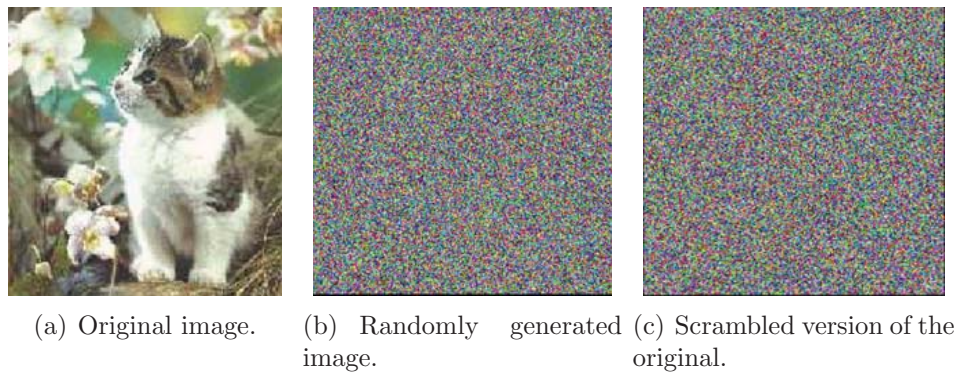 (a) Original image.
(b) Randomly generated image.
(c) Scrambled version of the original.